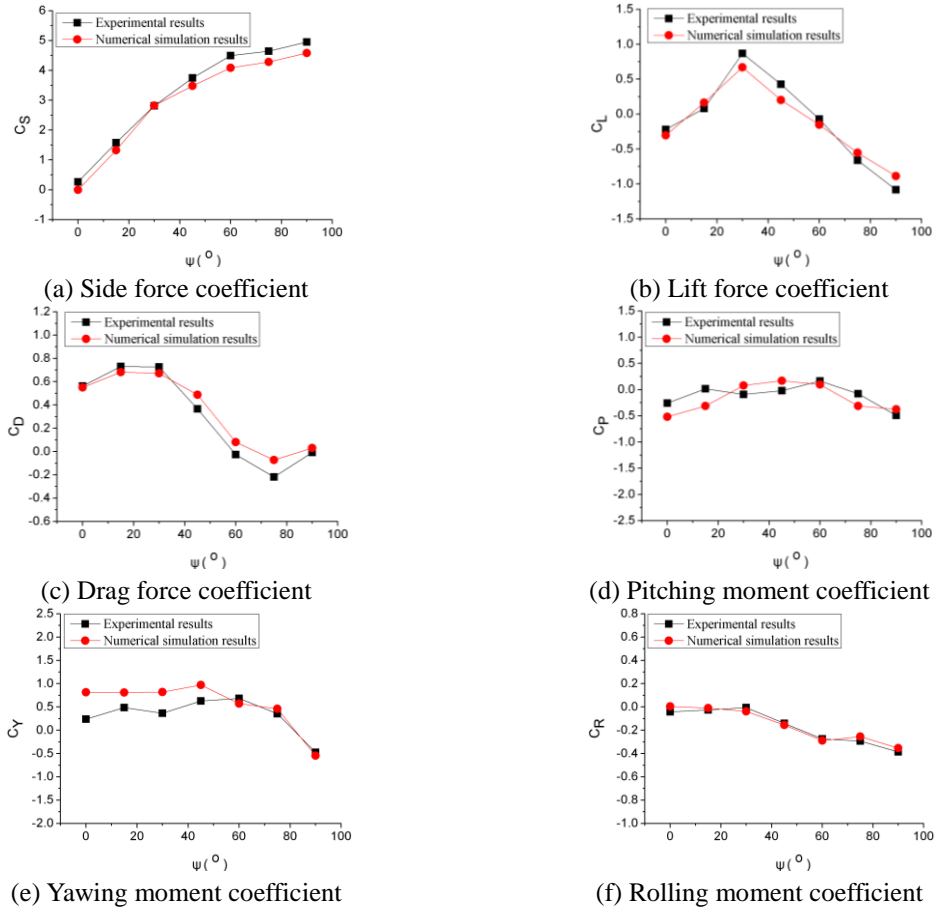 Experimental results
Numerical simulation results
6
5
4
3
2
1
0
-1
C_S
0 20 40 60 80 100
ψ(°)
(a) Side force coefficient
Experimental results
Numerical simulation results
1.5
1.0
0.5
0.0
-0.5
-1.0
-1.5
C_L
0 20 40 60 80 100
ψ(°)
(b) Lift force coefficient
Experimental results
Numerical simulation results
1.2
1.0
0.8
0.6
0.4
0.2
0.0
-0.2
-0.4
-0.6
C_D
0 20 40 60 80 100
ψ(°)
(c) Drag force coefficient
Experimental results
Numerical simulation results
1.5
1.0
0.5
0.0
-0.5
-1.0
-1.5
-2.0
-2.5
C_P
0 20 40 60 80 100
ψ(°)
(d) Pitching moment coefficient
Experimental results
Numerical simulation results
2.5
2.0
1.5
1.0
0.5
0.0
-0.5
-1.0
-1.5
-2.0
C_Y
0 20 40 60 80 100
ψ(°)
(e) Yawing moment coefficient
Experimental results
Numerical simulation results
0.8
0.6
0.4
0.2
0.0
-0.2
-0.4
-0.6
-0.8
-1.0
C_R
0 20 40 60 80 100
ψ(°)
(f) Rolling moment coefficient